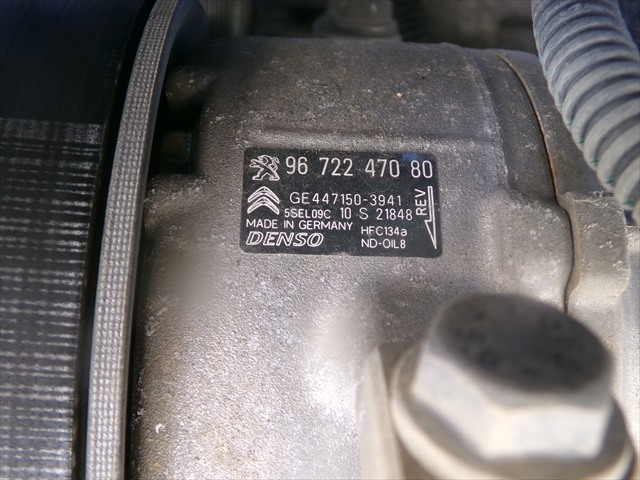 96 722 470 80
GE447150-3941
5SEL09C 10 S 21848
MADE IN GERMANY HFC134a
DENSO ND-OIL8
REV